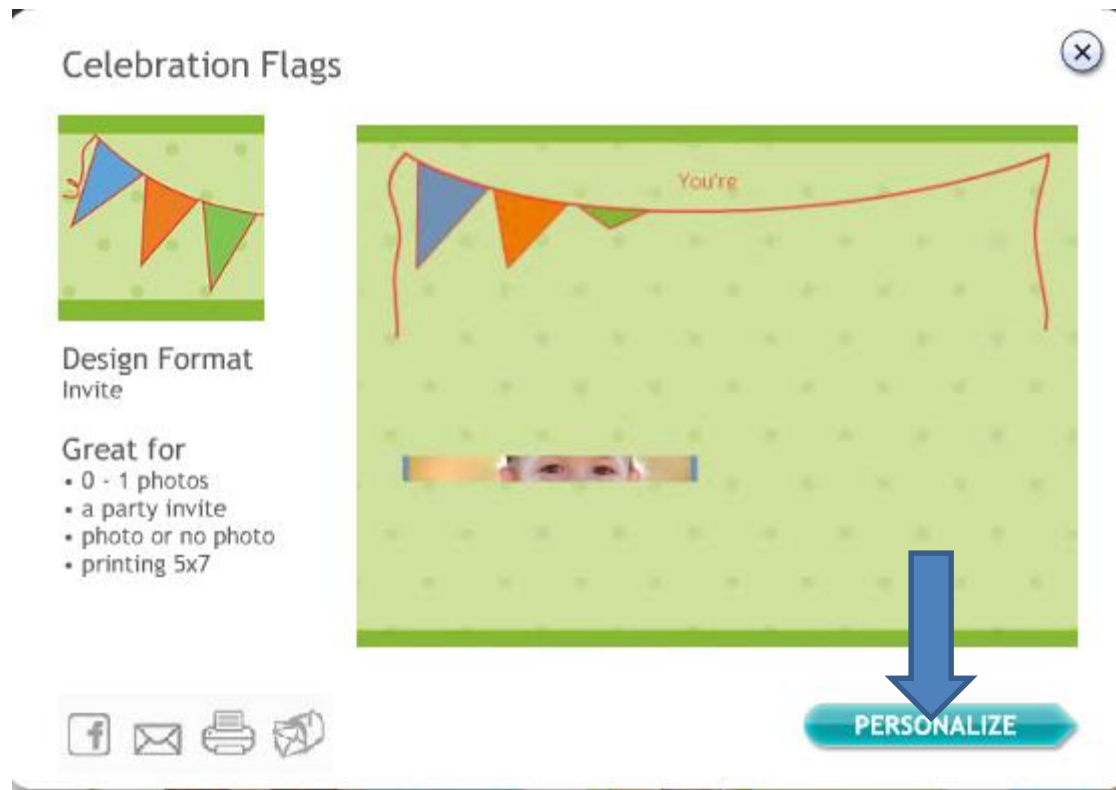 Celebration Flags
You're
Design Format
Invite
Great for
• 0 - 1 photos
• a party invite
• photo or no photo
• printing 5x7
f
PERSONALIZE